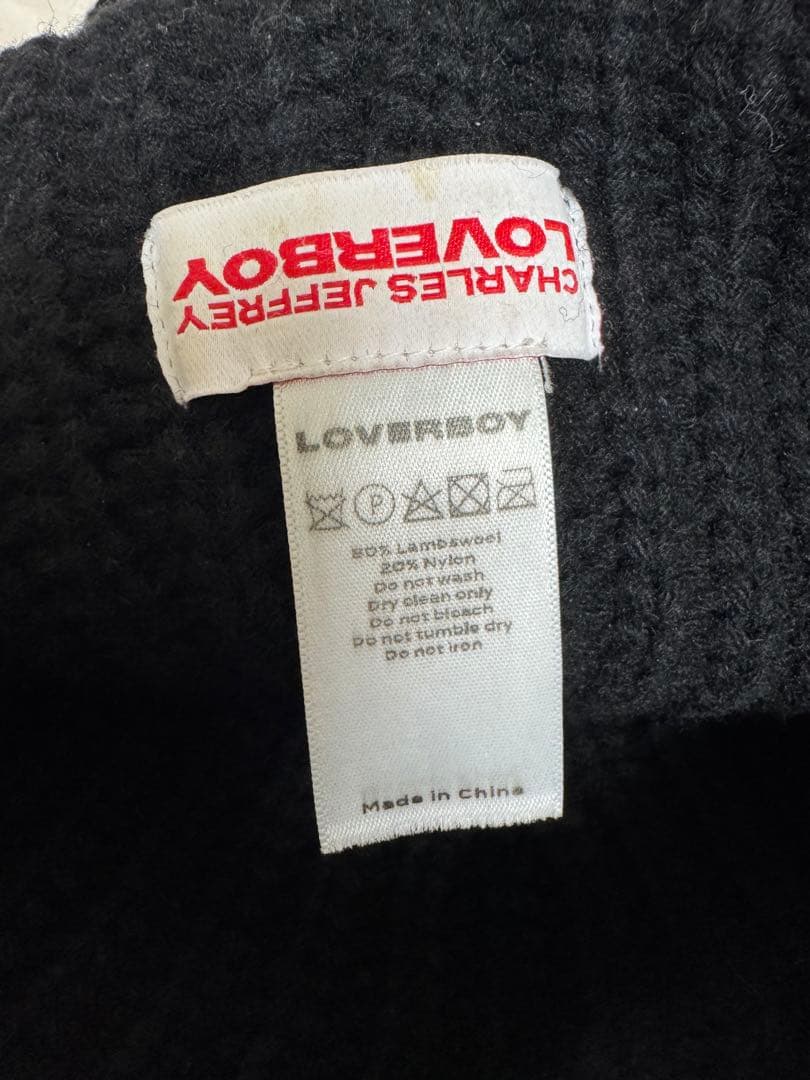 CHARLES JEFFREY
LOVERBOY
LOVERBOY
P
80% Lambswool
20% Nylon
Do not wash
Dry clean only
Do not bleach
Do not tumble dry
Do not iron
Made in China